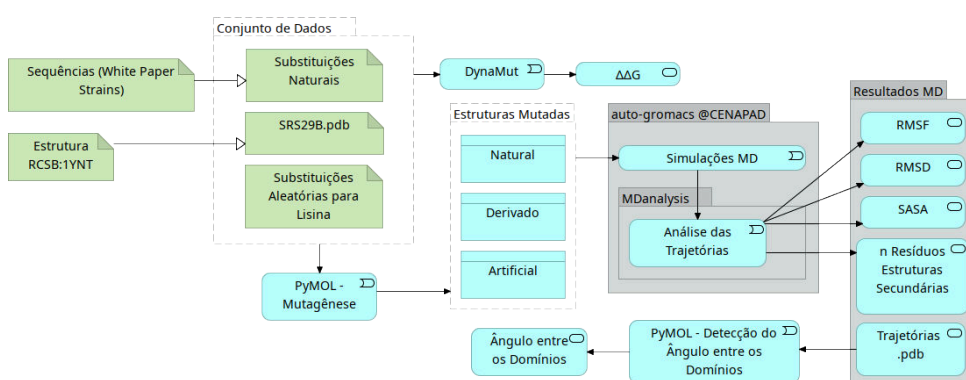 Conjunto de Dados
Sequências (White Paper
Strains)
Substituições
Naturais
DynaMut
ΔΔG
Estrutura
RCSB:1YNT
SRS29B.pdb
Substituições
Aleatórias para
Lisina
PyMOL -
Mutagênese
Estruturas Mutadas
Natural
Derivado
Artificial
auto-gromacs @CENAPAD
Simulações MD
MDanalysis
Análise das
Trajetórias
Resultados MD
RMSF
RMSD
SASA
n Resíduos
Estruturas
Secundárias
Trajetórias
.pdb
PyMOL - Detecção do
Ângulo entre os
Domínios
Ângulo entre
os Domínios